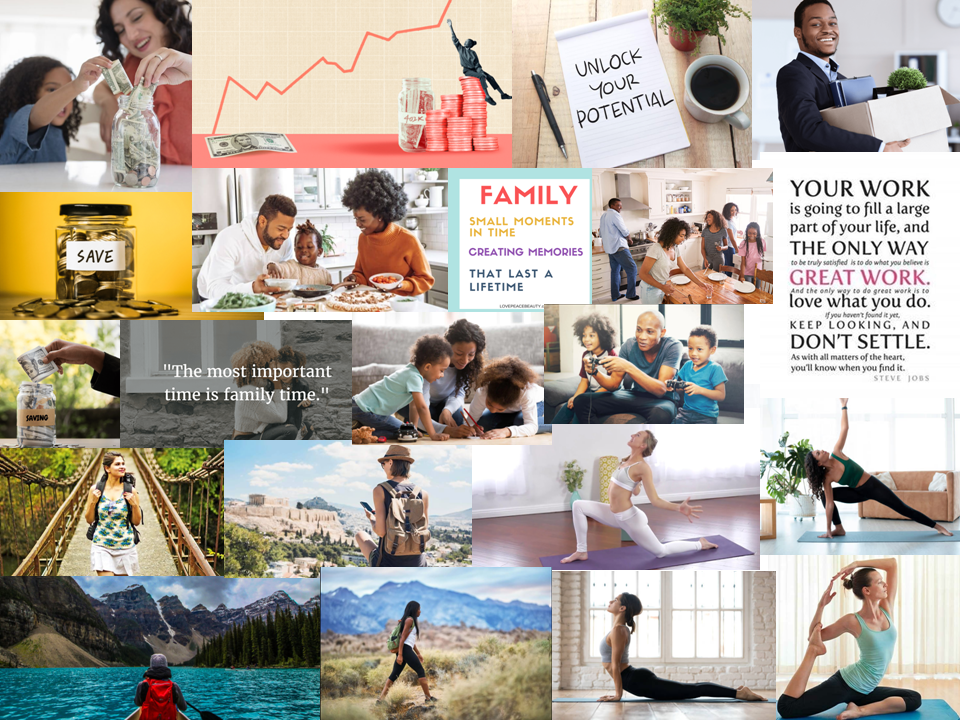 401K
UNLOCK
YOUR
POTENTIAL
SAVE
FAMILY
SMALL MOMENTS
IN TIME
CREATING MEMORIES
THAT LAST A
LIFETIME
LOVEPEACEBEAUTY.
YOUR WORK
is going to fill a large
part of your life, and
THE ONLY WAY
to be truly satisfied is to do what you believe is
GREAT WORK.
And the only way to do great work is to
love what you do.
If you haven't found it yet,
KEEP LOOKING, AND
DON'T SETTLE.
As with all matters of the heart,
you'll know when you find it.
STEVE JOBS
SAVING
"The most important
time is family time."